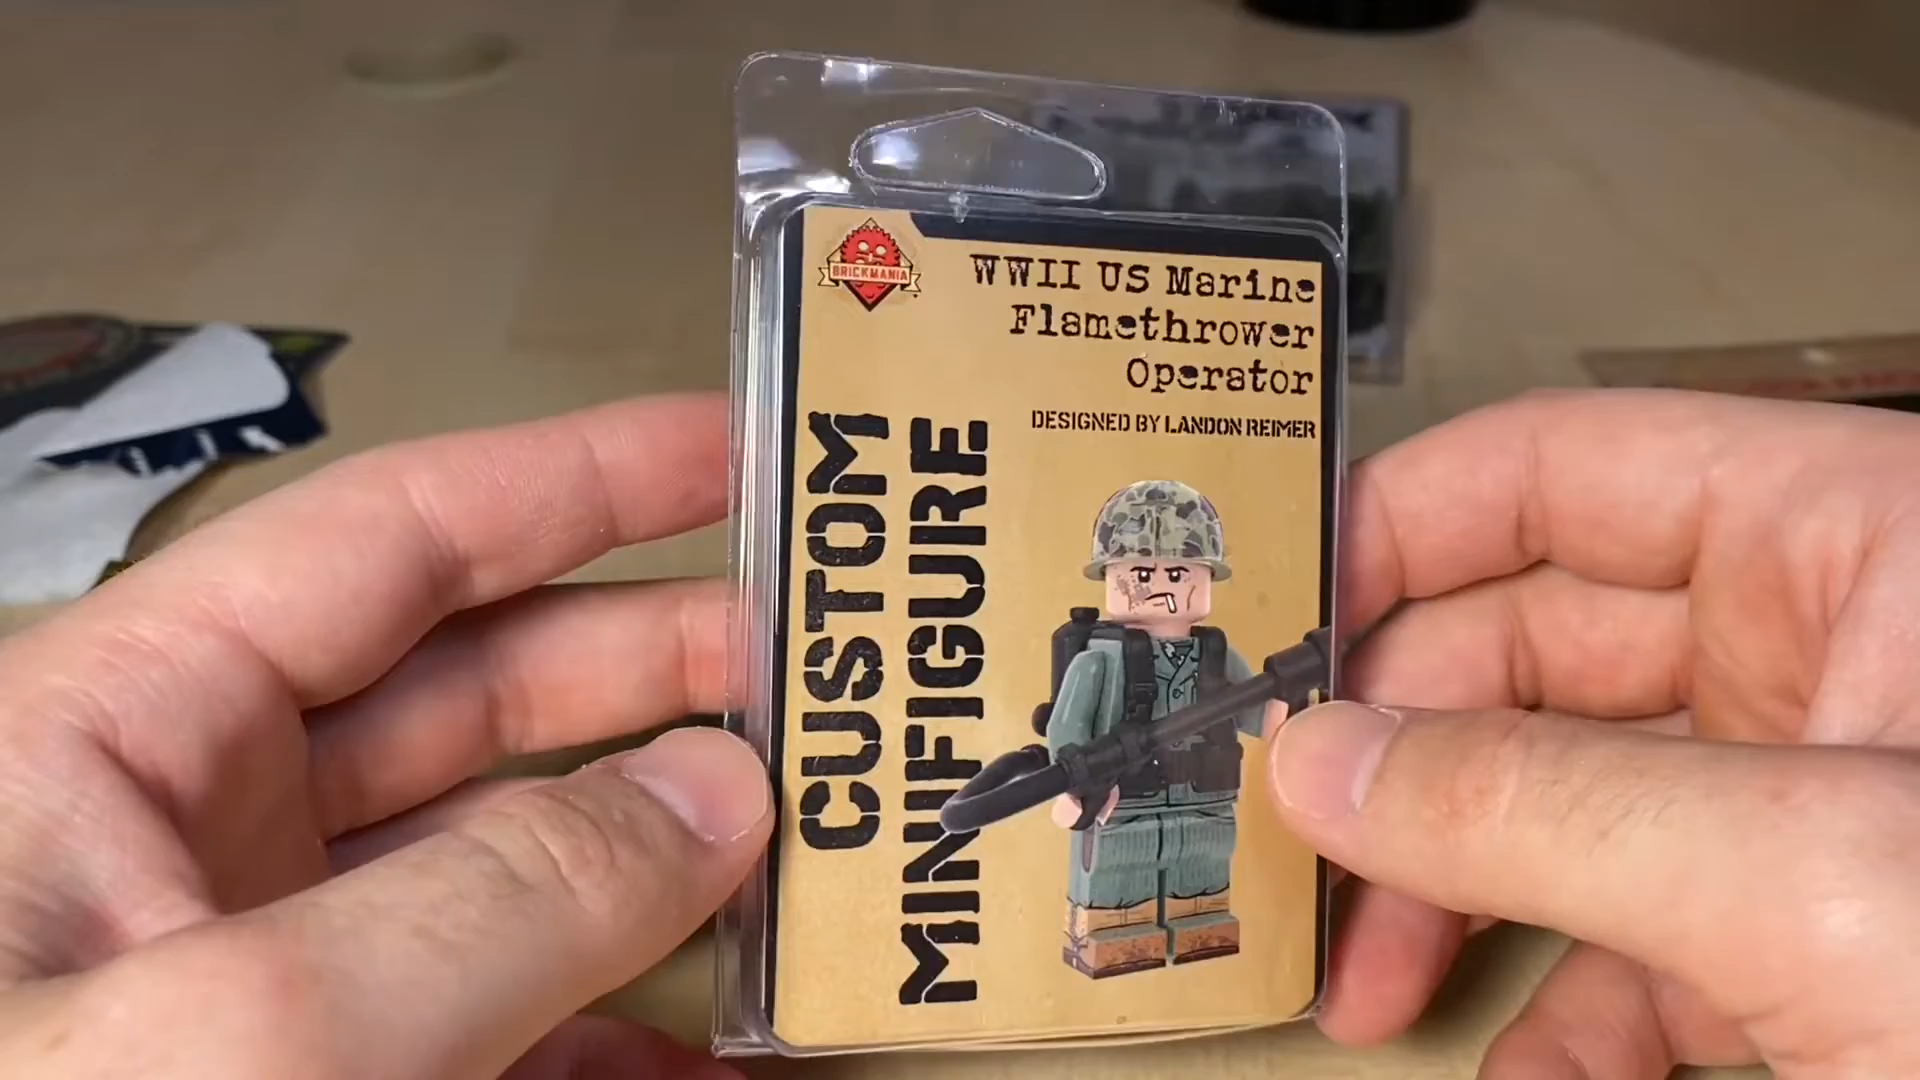 BRICKMANIA
WWII US Marine
Flamethrower
Operator
DESIGNED BY LANDON REIMER
CUSTOM
MINIFIGURE